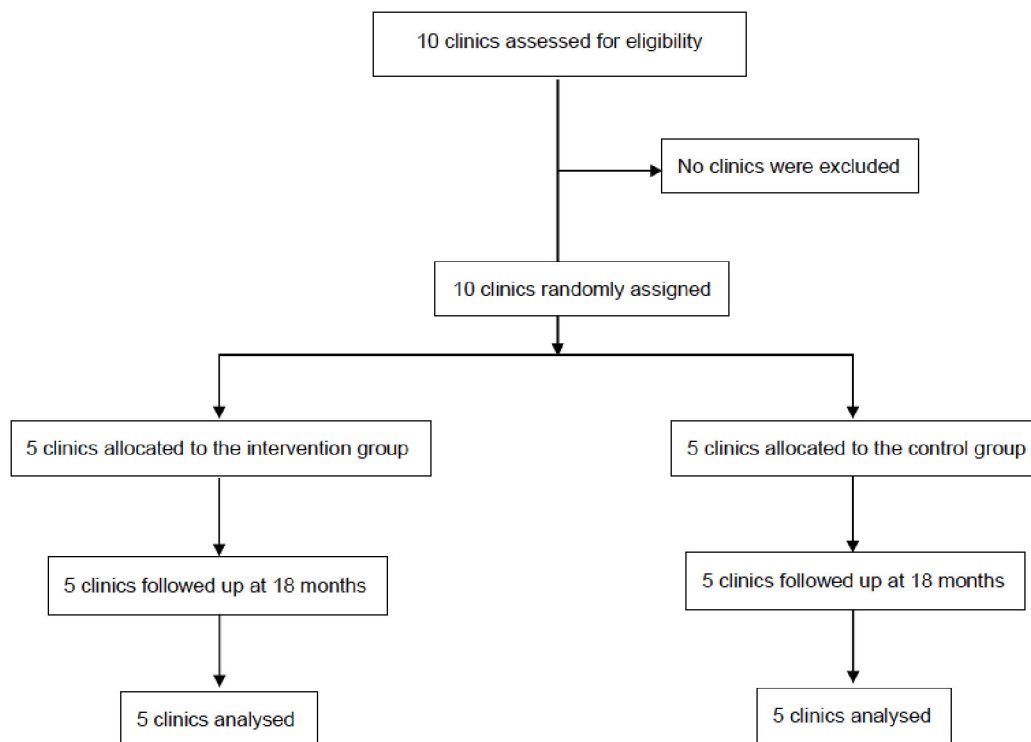 10 clinics assessed for eligibility
No clinics were excluded
10 clinics randomly assigned
5 clinics allocated to the intervention group
5 clinics allocated to the control group
5 clinics followed up at 18 months
5 clinics followed up at 18 months
5 clinics analysed
5 clinics analysed